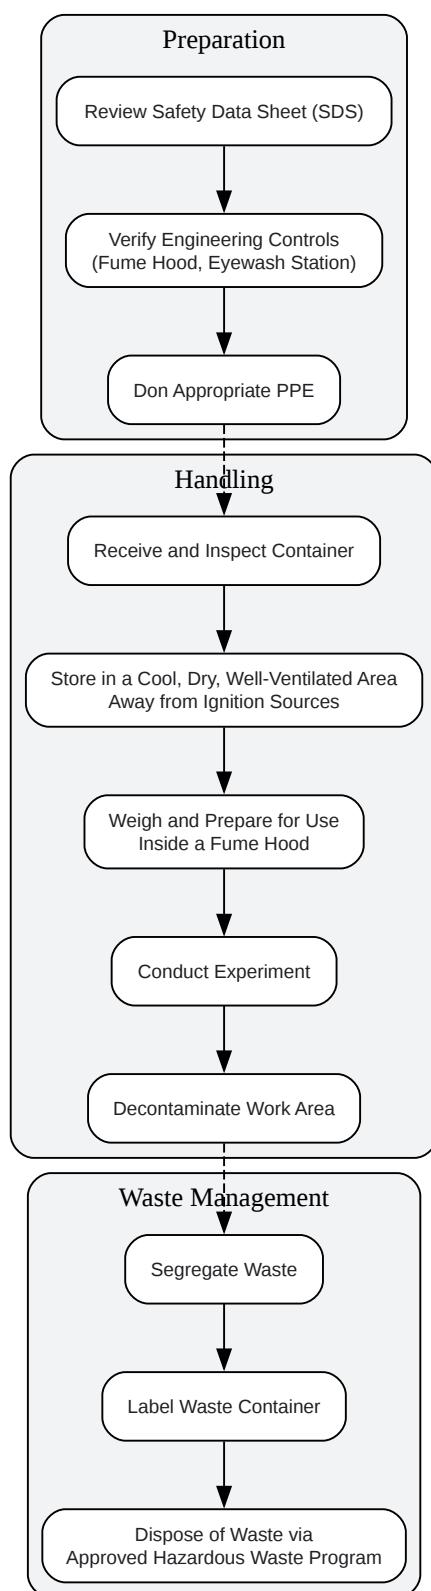 Preparation
Review Safety Data Sheet (SDS)
Verify Engineering Controls
(Fume Hood, Eyewash Station)
Don Appropriate PPE
Handling
Receive and Inspect Container
Store in a Cool, Dry, Well-Ventilated Area
Away from Ignition Sources
Weigh and Prepare for Use
Inside a Fume Hood
Conduct Experiment
Decontaminate Work Area
Waste Management
Segregate Waste
Label Waste Container
Dispose of Waste via
Approved Hazardous Waste Program